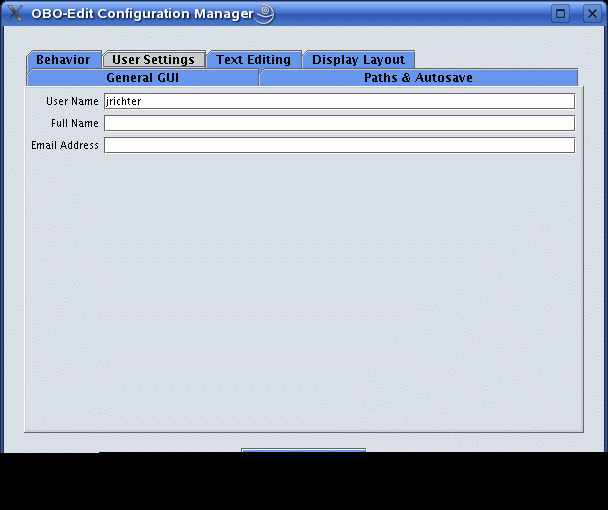 OBO-Edit Configuration Manager
Behavior User Settings Text Editing Display Layout
General GUI Paths & Autosave
User Name jrichter
Full Name
Email Address